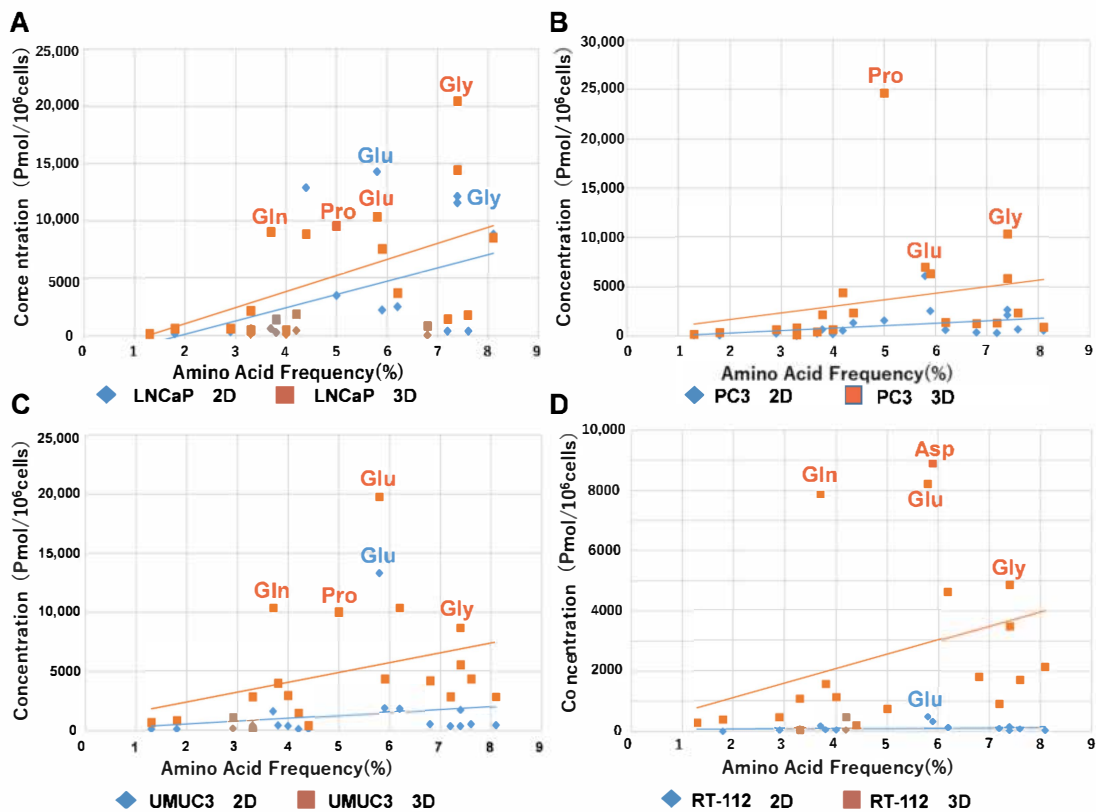 A
Corce ntration (Pmol/10⁶cells)
25,000
20,000
15,000
10,000
5000
0
0 1 2 3 4 5 6 7 8 9
Gly
Glu
Gly
Glu
Pro
Gln
Amino Acid Frequency(%)
LNCaP 2D LNCaP 3D
B
Concentration (Pmol/10⁶cells)
30,000
25,000
20,000
15,000
10,000
5000
0
0 1 2 3 4 5 6 7 8 9
Pro
Gly
Glu
Amino Acid Frequency(%)
PC3 2D PC3 3D
C
Concentration (Pmol/10⁶cells)
25,000
20,000
15,000
10,000
5000
0
0 1 2 3 4 5 6 7 8 9
Glu
Glu
Gln
Pro
Gly
Amino Acid Frequency(%)
UMUC3 2D UMUC3 3D
D
Co ncentration (Pmol/10⁶cells)
10,000
8000
6000
4000
2000
0
0 1 2 3 4 5 6 7 8 9
Asp
Gln
Glu
Gly
Glu
Amino Acid Frequency(%)
RT-112 2D RT-112 3D